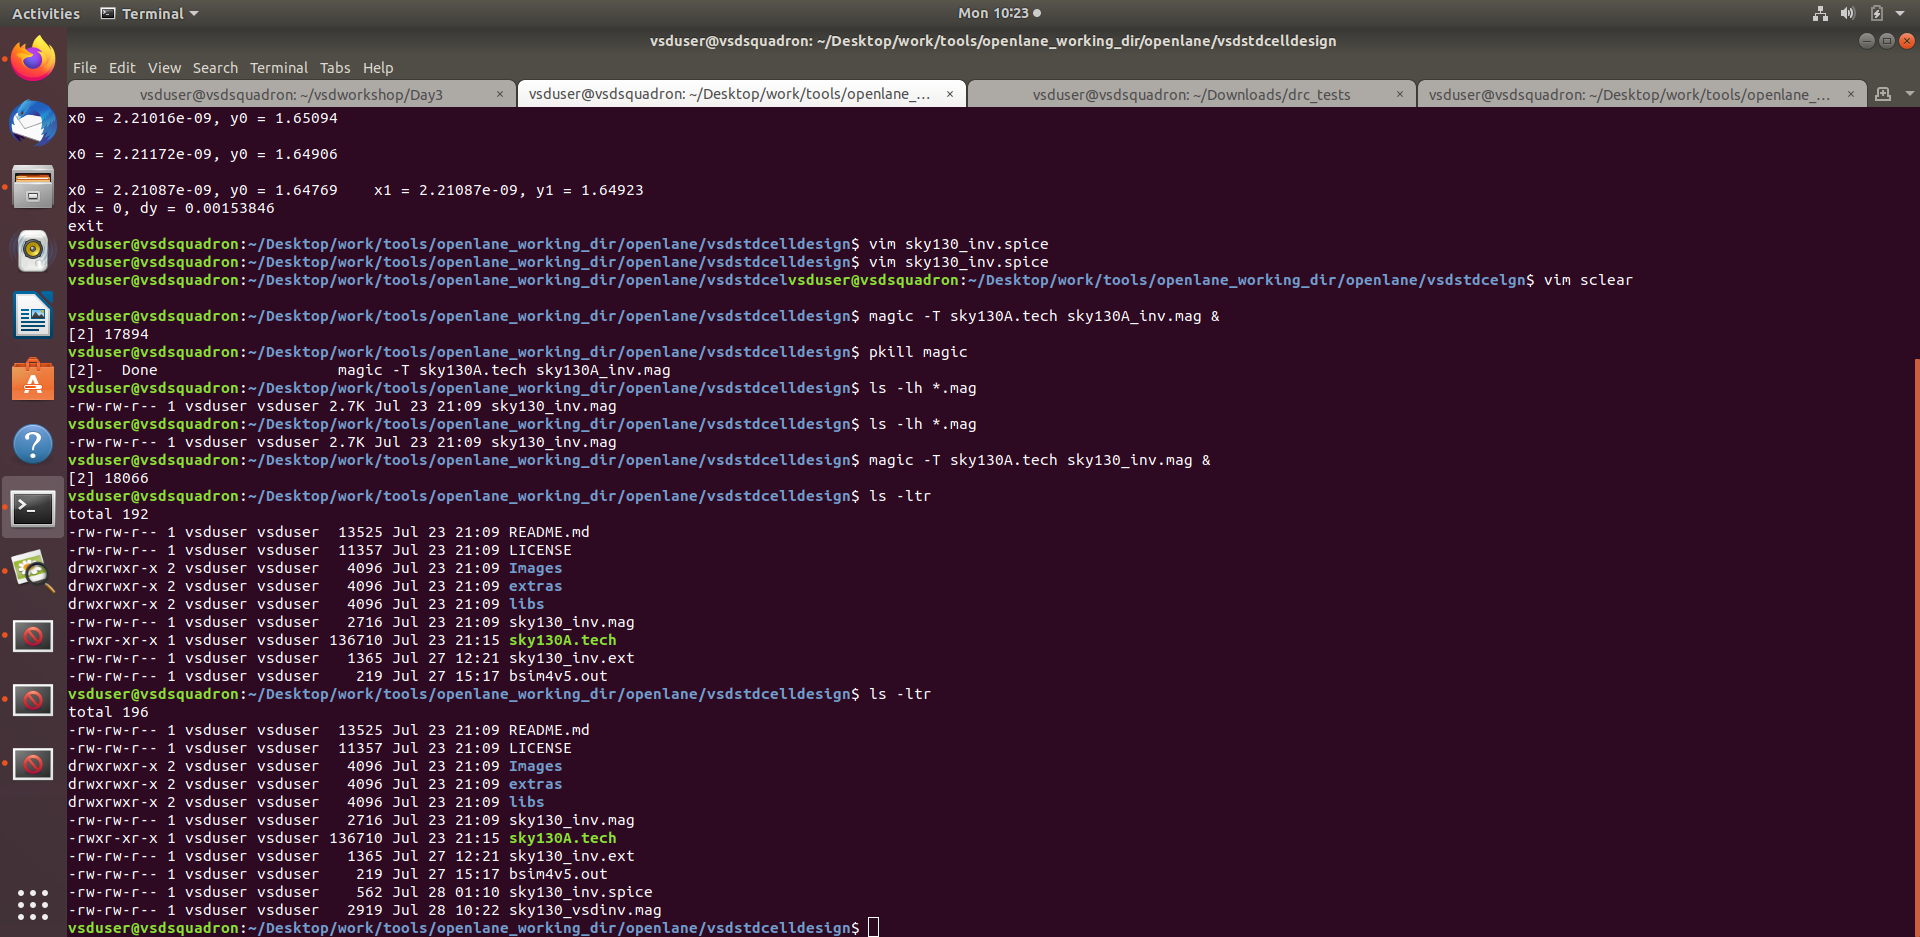 Activities Terminal Mon 10:23
vsduser@vsdsquadron: ~/Desktop/work/tools/openlane_working_dir/openlane/vsdstdcelldesign
File Edit View Search Terminal Tabs Help
vsduser@vsdsquadron: ~/vsdworkshop/Day3 × vsduser@vsdsquadron: ~/Desktop/work/tools/openlane_... × vsduser@vsdsquadron: ~/Downloads/drc_tests × vsduser@vsdsquadron: ~/Desktop/work/tools/openlane_... ×
x0 = 2.21016e-09, y0 = 1.65094
x0 = 2.21172e-09, y0 = 1.64906
x0 = 2.21087e-09, y0 = 1.64769    x1 = 2.21087e-09, y1 = 1.64923
dx = 0, dy = 0.00153846
exit
vsduser@vsdsquadron:~/Desktop/work/tools/openlane_working_dir/openlane/vsdstdcelldesign$ vim sky130_inv.spice
vsduser@vsdsquadron:~/Desktop/work/tools/openlane_working_dir/openlane/vsdstdcelldesign$ vim sky130_inv.spice
vsduser@vsdsquadron:~/Desktop/work/tools/openlane_working_dir/openlane/vsdstdcelvsduser@vsdsquadron:~/Desktop/work/tools/openlane_working_dir/openlane/vsdstdcelgn$ vim sclear
vsduser@vsdsquadron:~/Desktop/work/tools/openlane_working_dir/openlane/vsdstdcelldesign$ magic -T sky130A.tech sky130A_inv.mag &
[2] 17894
vsduser@vsdsquadron:~/Desktop/work/tools/openlane_working_dir/openlane/vsdstdcelldesign$ pkill magic
[2]-  Done                    magic -T sky130A.tech sky130A_inv.mag
vsduser@vsdsquadron:~/Desktop/work/tools/openlane_working_dir/openlane/vsdstdcelldesign$ ls -lh *.mag
-rw-rw-r-- 1 vsduser vsduser 2.7K Jul 23 21:09 sky130_inv.mag
vsduser@vsdsquadron:~/Desktop/work/tools/openlane_working_dir/openlane/vsdstdcelldesign$ ls -lh *.mag
-rw-rw-r-- 1 vsduser vsduser 2.7K Jul 23 21:09 sky130_inv.mag
vsduser@vsdsquadron:~/Desktop/work/tools/openlane_working_dir/openlane/vsdstdcelldesign$ magic -T sky130A.tech sky130_inv.mag &
[2] 18066
vsduser@vsdsquadron:~/Desktop/work/tools/openlane_working_dir/openlane/vsdstdcelldesign$ ls -ltr
total 192
-rw-rw-r-- 1 vsduser vsduser  13525 Jul 23 21:09 README.md
-rw-rw-r-- 1 vsduser vsduser  11357 Jul 23 21:09 LICENSE
drwxrwxr-x 2 vsduser vsduser   4096 Jul 23 21:09 Images
drwxrwxr-x 2 vsduser vsduser   4096 Jul 23 21:09 extras
drwxrwxr-x 2 vsduser vsduser   4096 Jul 23 21:09 libs
-rw-rw-r-- 1 vsduser vsduser   2716 Jul 23 21:09 sky130_inv.mag
-rwxr-xr-x 1 vsduser vsduser 136710 Jul 23 21:15 sky130A.tech
-rw-rw-r-- 1 vsduser vsduser   1365 Jul 27 12:21 sky130_inv.ext
-rw-rw-r-- 1 vsduser vsduser    219 Jul 27 15:17 bsim4v5.out
vsduser@vsdsquadron:~/Desktop/work/tools/openlane_working_dir/openlane/vsdstdcelldesign$ ls -ltr
total 196
-rw-rw-r-- 1 vsduser vsduser  13525 Jul 23 21:09 README.md
-rw-rw-r-- 1 vsduser vsduser  11357 Jul 23 21:09 LICENSE
drwxrwxr-x 2 vsduser vsduser   4096 Jul 23 21:09 Images
drwxrwxr-x 2 vsduser vsduser   4096 Jul 23 21:09 extras
drwxrwxr-x 2 vsduser vsduser   4096 Jul 23 21:09 libs
-rw-rw-r-- 1 vsduser vsduser   2716 Jul 23 21:09 sky130_inv.mag
-rwxr-xr-x 1 vsduser vsduser 136710 Jul 23 21:15 sky130A.tech
-rw-rw-r-- 1 vsduser vsduser   1365 Jul 27 12:21 sky130_inv.ext
-rw-rw-r-- 1 vsduser vsduser    219 Jul 27 15:17 bsim4v5.out
-rw-rw-r-- 1 vsduser vsduser    562 Jul 28 01:10 sky130_inv.spice
-rw-rw-r-- 1 vsduser vsduser   2919 Jul 28 10:22 sky130_vsdinv.mag
vsduser@vsdsquadron:~/Desktop/work/tools/openlane_working_dir/openlane/vsdstdcelldesign$